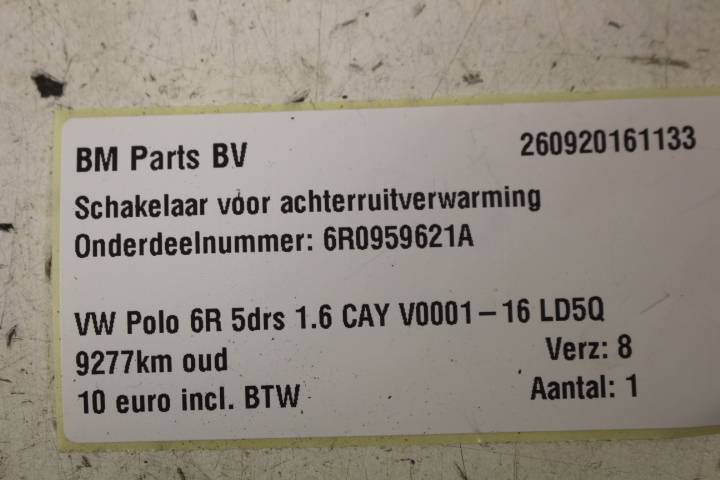 BM Parts BV 260920161133
Schakelaar voor achterruitverwarming
Onderdeelnummer: 6R0959621A
VW Polo 6R 5drs 1.6 CAY V0001-16 LD5Q
9277km oud Verz: 8
10 euro incl. BTW Aantal: 1